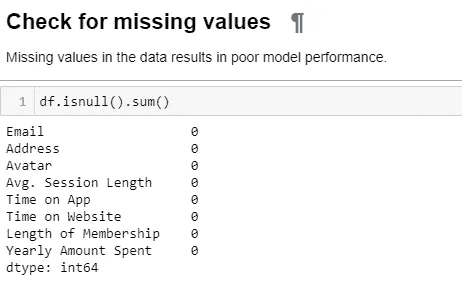 Check for missing values ¶
Missing values in the data results in poor model performance.
1 df.isnull().sum()
Email 0
Address 0
Avatar 0
Avg. Session Length 0
Time on App 0
Time on Website 0
Length of Membership 0
Yearly Amount Spent 0
dtype: int64